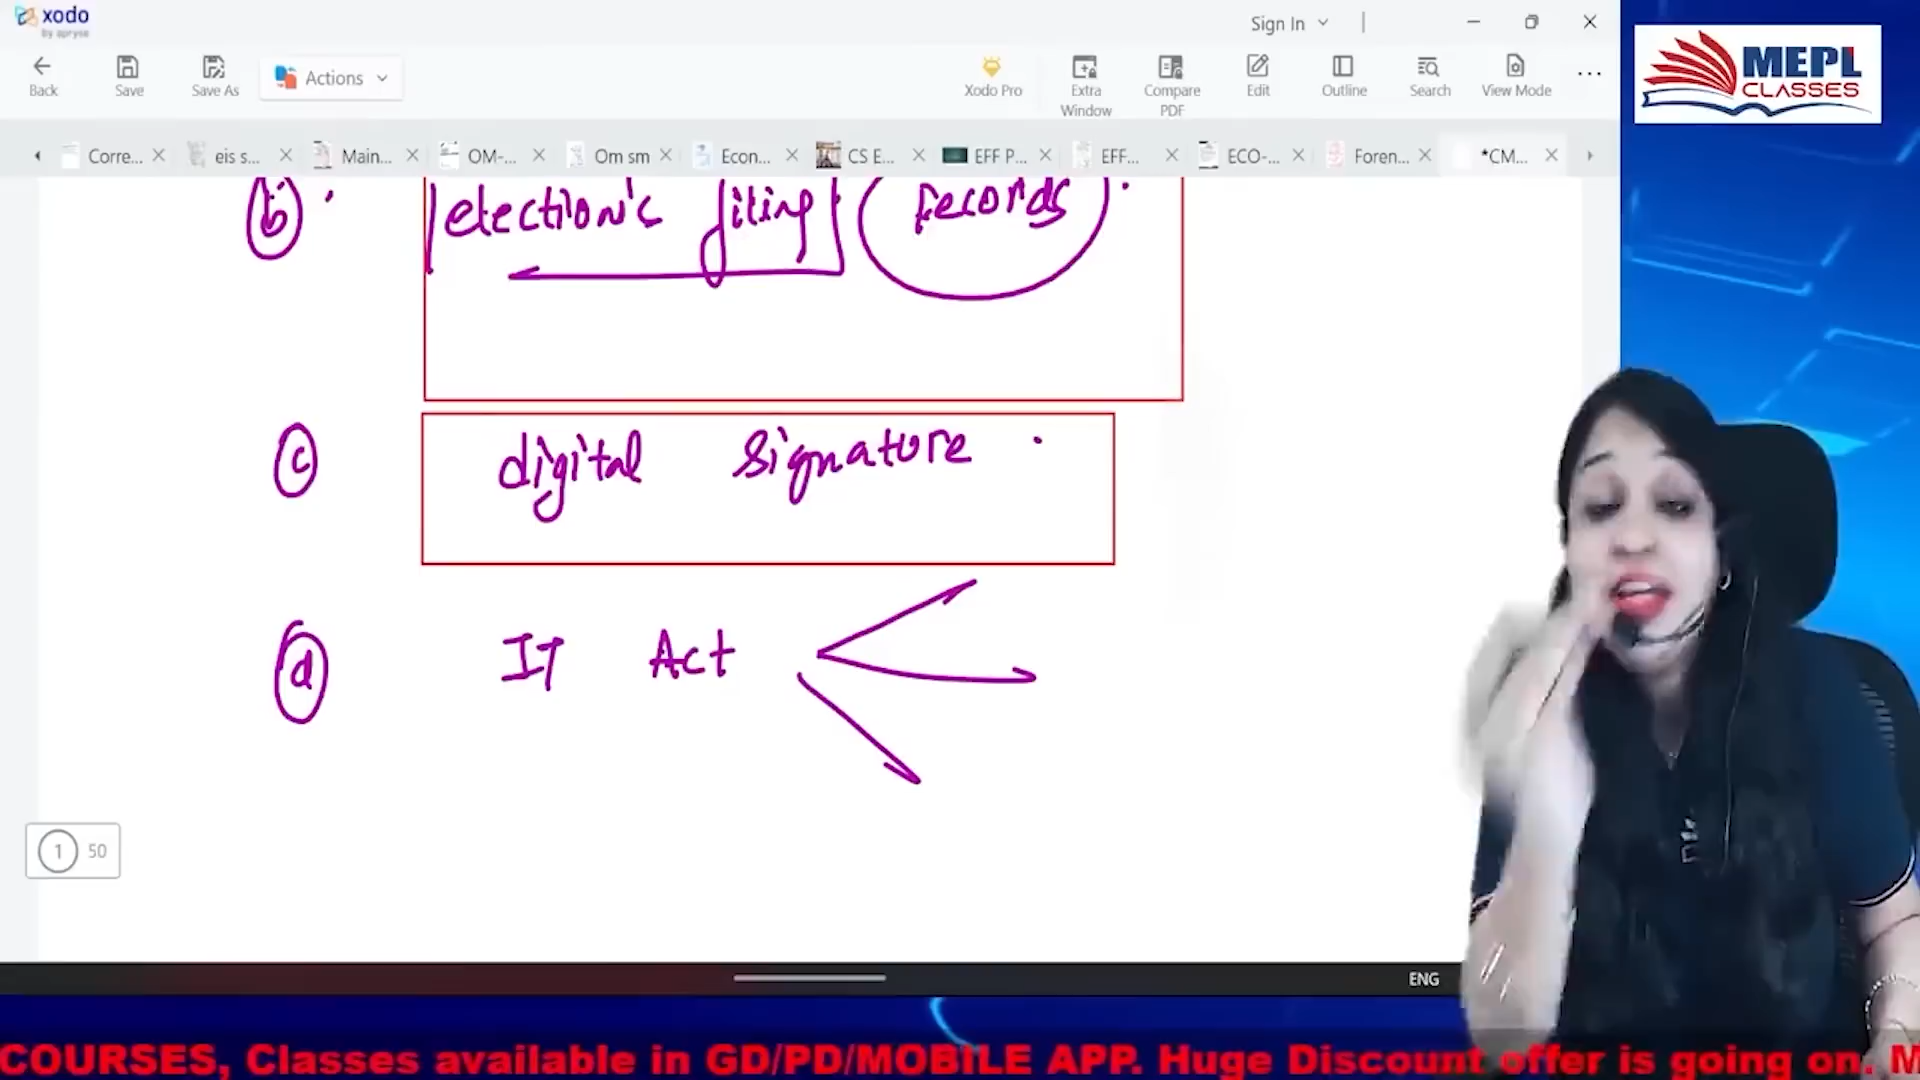 xodo
by apryse
Sign In
Back
Save
Save As
Actions
Xodo Pro
Extra Window
Compare PDF
Edit
Outline
Search
View Mode
MEPL
CLASSES
Corre...
eis s...
Main...
OM-...
Om sm
Econ...
CS E...
EFF P...
EFF...
ECO-...
Foren...
*CM...
b electionic filing records
c digital signature
d IT Act
1 50
ENG
COURSES, Classes available in GD/PD/MOBILE APP. Huge Discount offer is going on. M